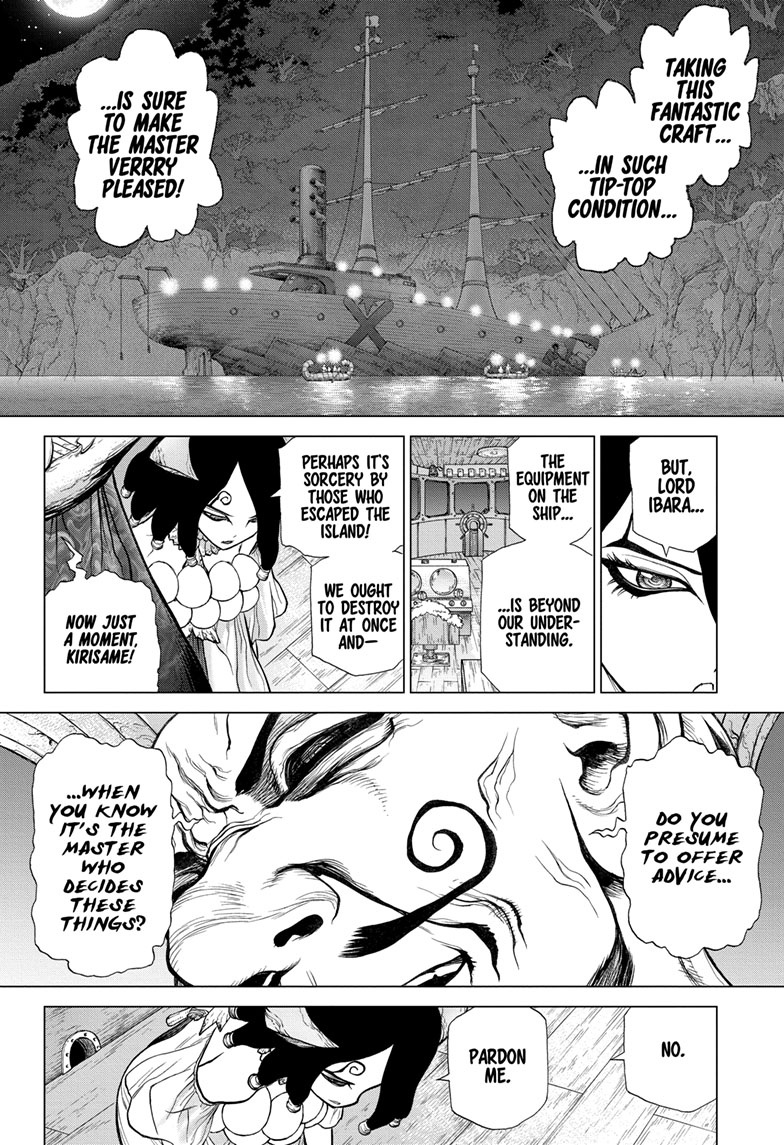 TAKING
THIS
FANTASTIC
CRAFT...
...IN SUCH
TIP-TOP
CONDITION...
...IS SURE
TO MAKE
THE MASTER
VERRRY
PLEASED!
BUT,
LORD
IBARA...
THE
EQUIPMENT
ON THE
SHIP...
...IS BEYOND
OUR UNDER-
STANDING.
PERHAPS IT'S
SORCERY BY
THOSE WHO
ESCAPED THE
ISLAND!
WE OUGHT
TO DESTROY
IT AT ONCE
AND—
NOW JUST
A MOMENT,
KIRISAME!
DO YOU
PRESUME
TO OFFER
ADVICE...
...WHEN
YOU KNOW
IT'S THE
MASTER
WHO
DECIDES
THESE
THINGS?
NO.
PARDON
ME.